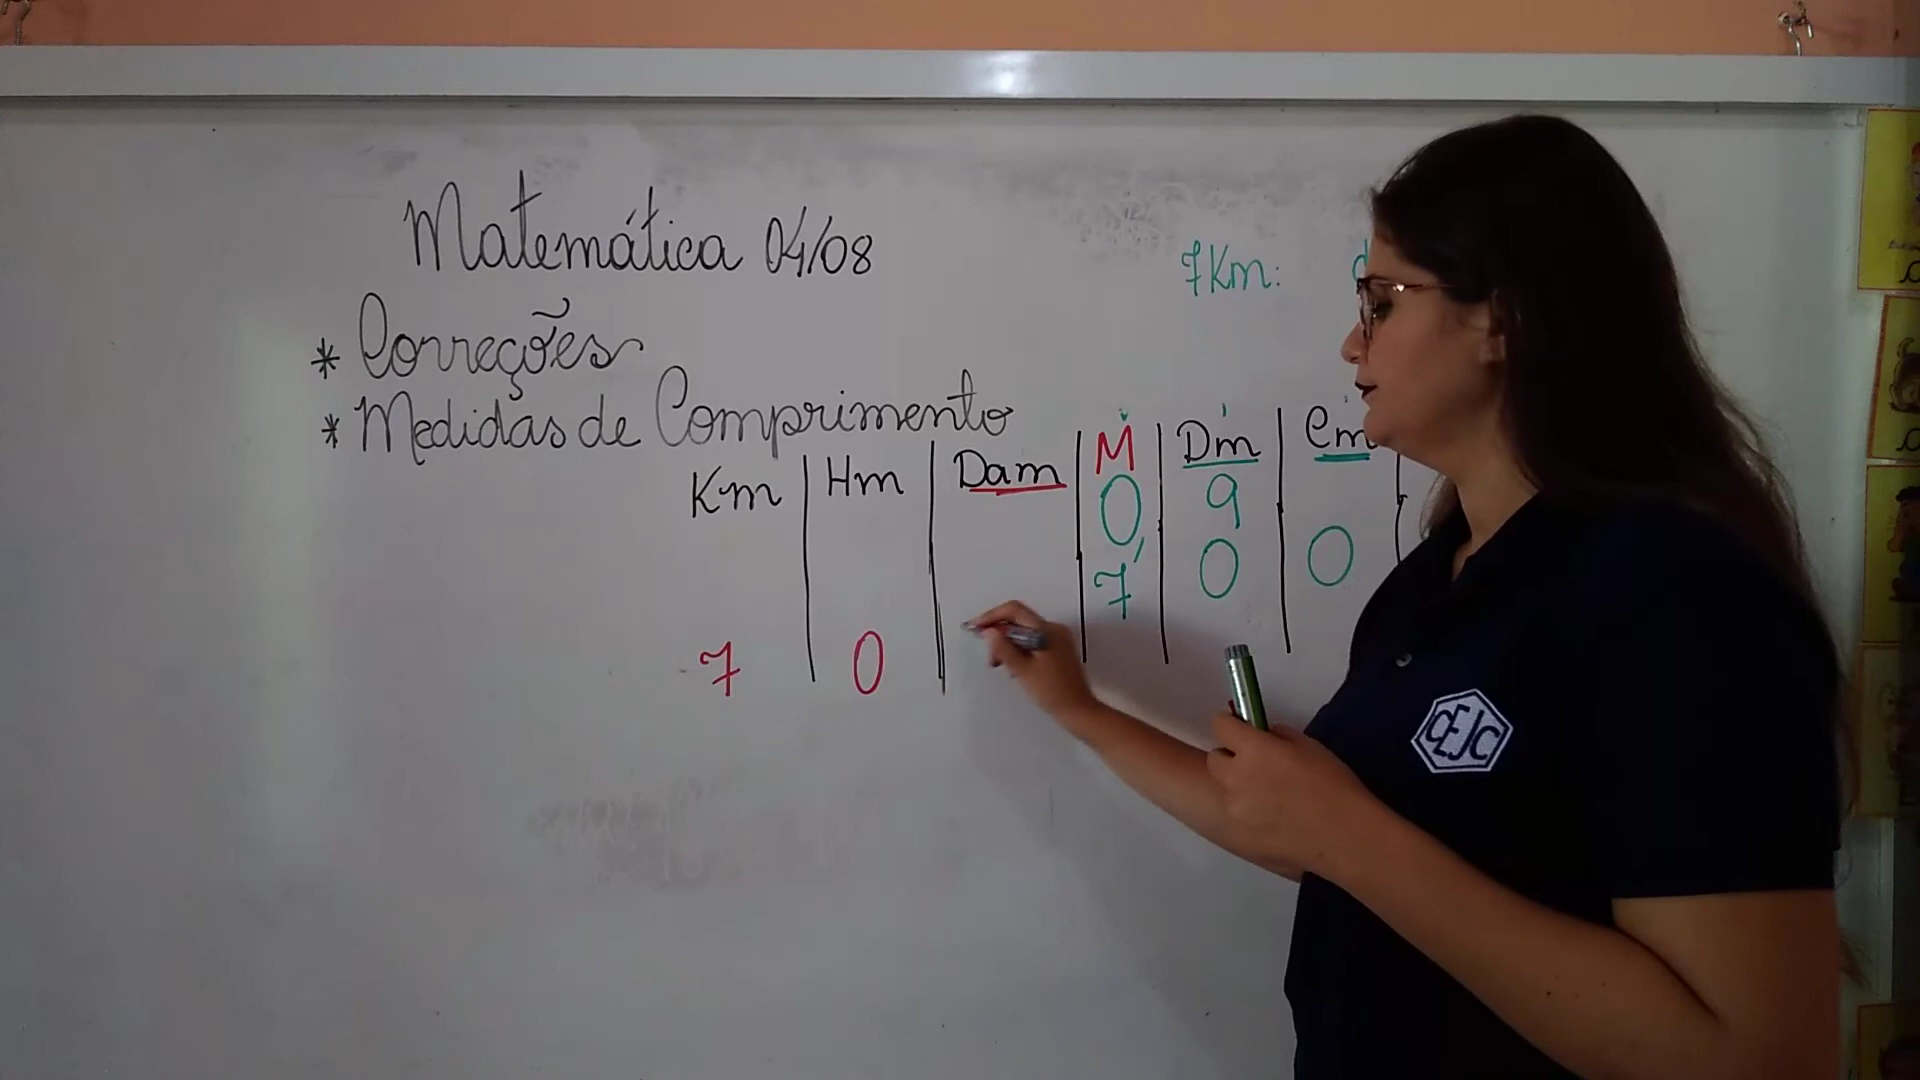 Matemática 04/08
7Km: d
* Correções
* Medidas de Comprimento
Km Hm Dam M Dm Cm
0, 9
7 0 0
7 0
CEJC